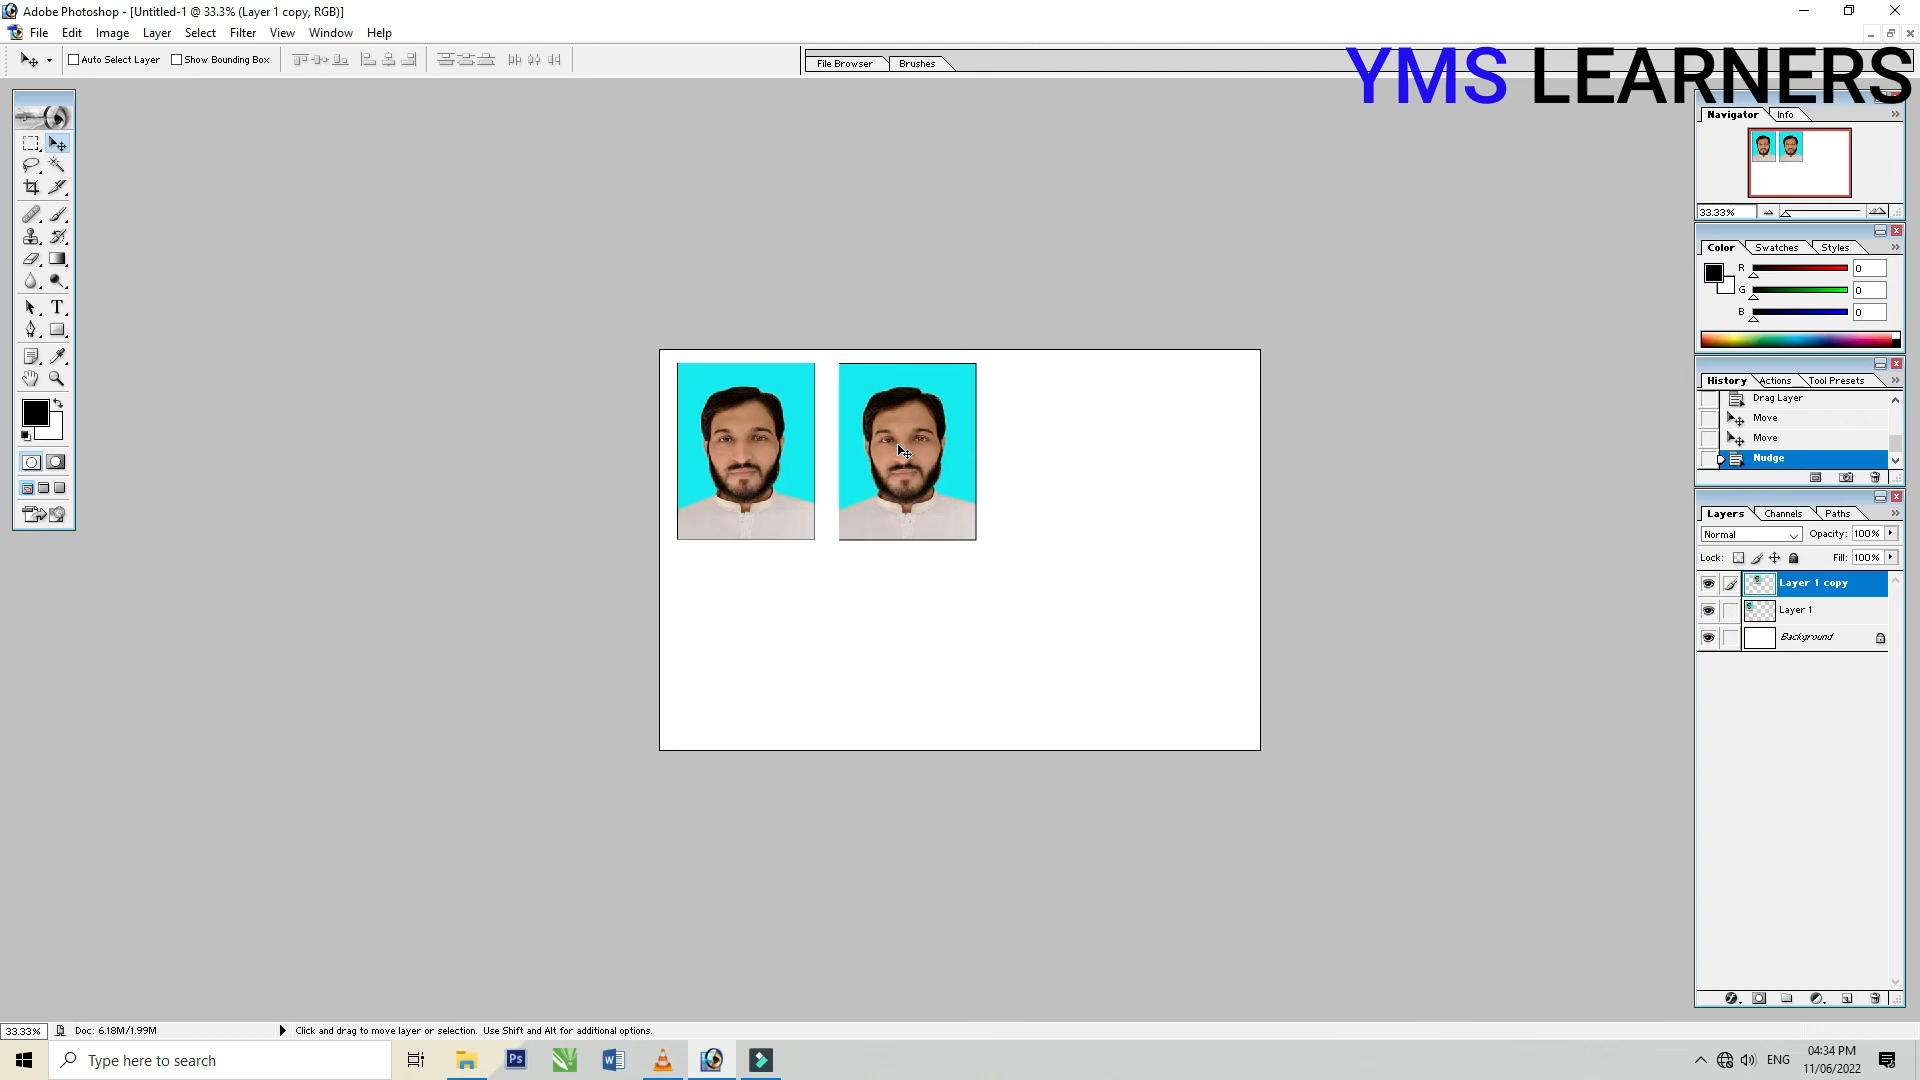 Adobe Photoshop - [Untitled-1 @ 33.3% (Layer 1 copy, RGB)]
File Edit Image Layer Select Filter View Window Help
Auto Select Layer Show Bounding Box
File Browser Brushes
YMS LEARNERS
Navigator Info
33.33%
Color Swatches Styles
R 0
G 0
B 0
History Actions Tool Presets
Drag Layer
Move
Move
Nudge
Layers Channels Paths
Normal Opacity: 100%
Lock: Fill: 100%
Layer 1 copy
Layer 1
Background
T
33.33% Doc: 6.18M/1.99M Click and drag to move layer or selection. Use Shift and Alt for additional options.
Type here to search
Ps
W
ENG
04:34 PM
11/06/2022